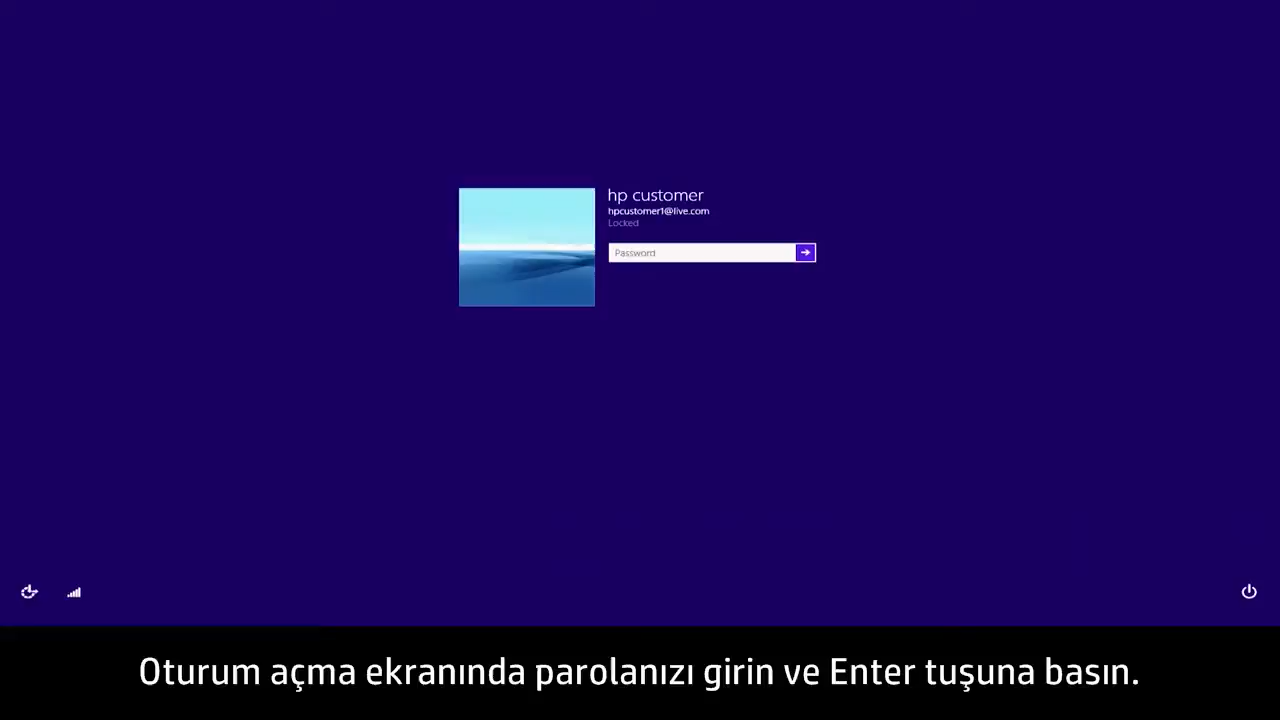 hp customer
hpcustomer1@live.com
Locked
Password
Oturum açma ekranında parolanızı girin ve Enter tuşuna basın.